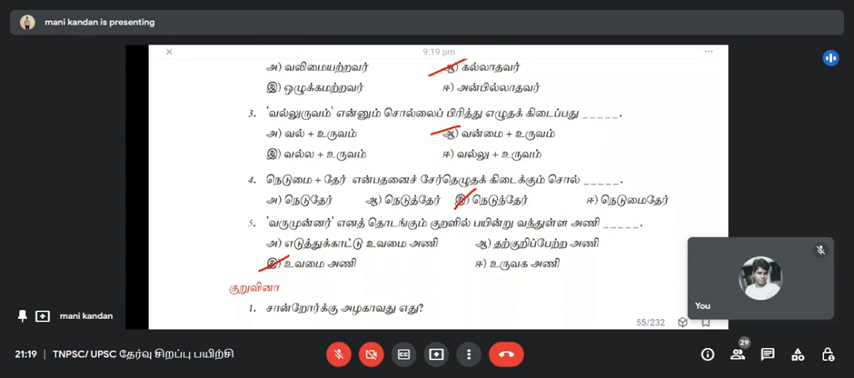 mani kandan is presenting
9:19 pm
அ) வலிமையற்றவர் ஆ) கல்லாதவர்
இ) ஒழுக்கமற்றவர் ஈ) அன்பில்லாதவர்
3. 'வல்லுருவம்' என்னும் சொல்லைப் பிரித்து எழுதக் கிடைப்பது _____.
அ) வல் + உருவம் ஆ) வன்மை + உருவம்
இ) வல்ல + உருவம் ஈ) வல்லு + உருவம்
4. நெடுமை + தேர் என்பதனைச் சேர்தெழுதக் கிடைக்கும் சொல் _____.
அ) நெடுதேர் ஆ) நெடுத்தேர் இ) நெடுந்தேர் ஈ) நெடுமைதேர்
5. 'வருமுன்னர்' எனத் தொடங்கும் குறளில் பயின்று வந்துள்ள அணி _____.
அ) எடுத்துக்காட்டு உவமை அணி ஆ) தற்குறிப்பேற்ற அணி
இ) உவமை அணி ஈ) உருவக அணி
குறுவினா
1. சான்றோர்க்கு அழகாவது எது?
55/232
You
mani kandan
21:19 | TNPSC/ UPSC தேர்வு சிறப்பு பயிற்சி
29